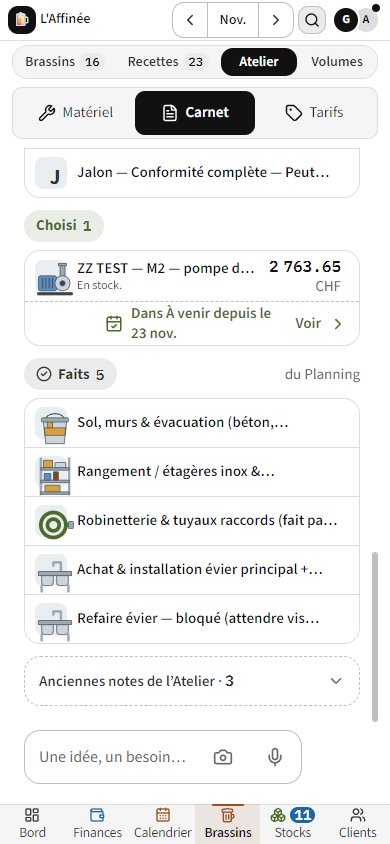 L'Affinée
Nov.
G
A
Brassins 16
Recettes 23
Atelier
Volumes
Matériel
Carnet
Tarifs
J
Jalon — Conformité complète — Peut…
Choisi 1
ZZ TEST — M2 — pompe d…
2 763.65
En stock.
CHF
Dans À venir depuis le
23 nov.
Voir
Faits 5
du Planning
Sol, murs & évacuation (béton,…
Rangement / étagères inox &…
Robinetterie & tuyaux raccords (fait pa…
Achat & installation évier principal +…
Refaire évier — bloqué (attendre vis…
Anciennes notes de l'Atelier · 3
Une idée, un besoin…
Bord
Finances
Calendrier
Brassins
11
Stocks
Clients